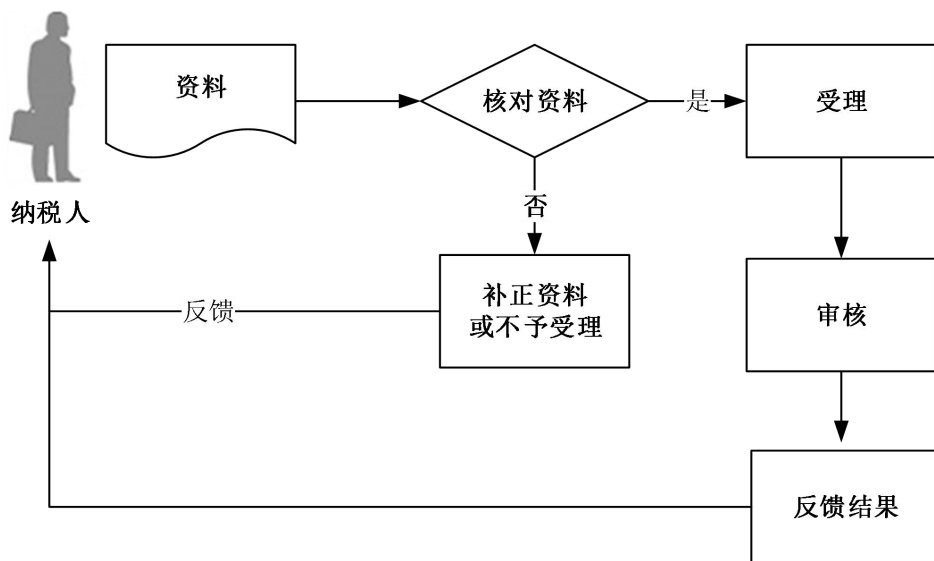 资料
核对资料
是
受理
纳税人
否
补正资料
或不予受理
反馈
审核
反馈结果